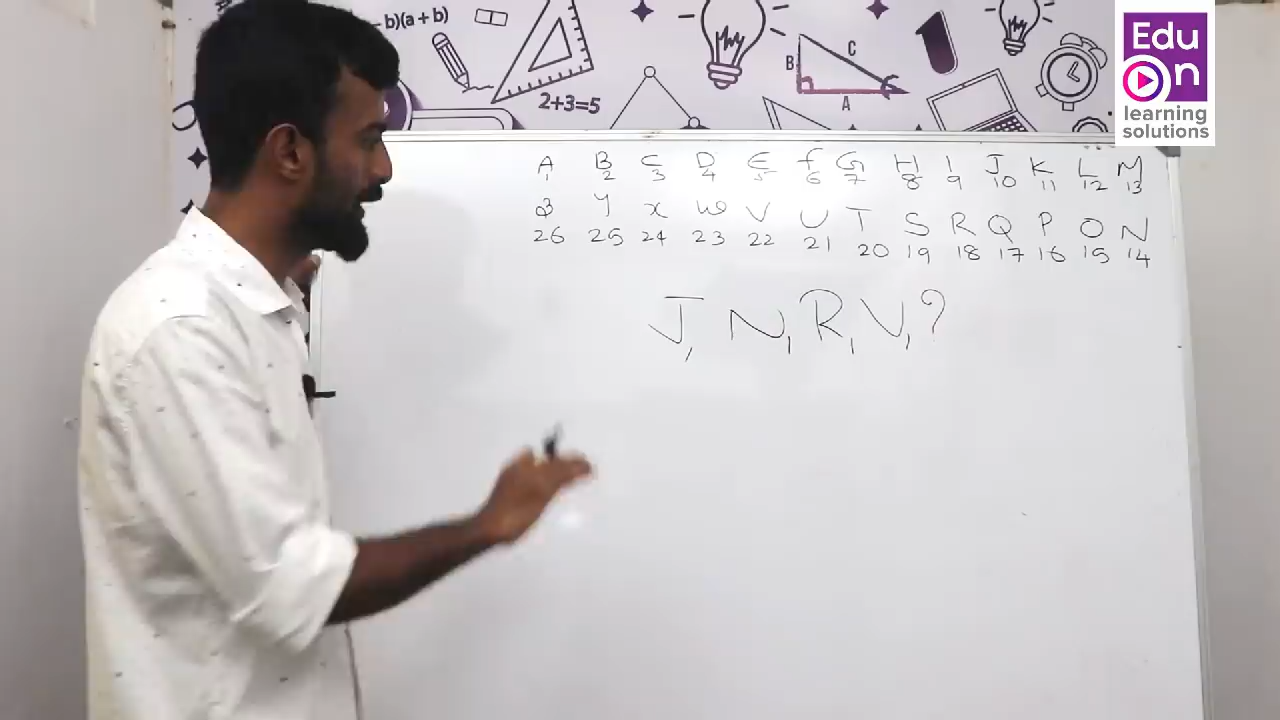 - b)(a + b)
2+3=5
B
C
A
Edu
On
learning
solutions
A B C D E F G H I J K L M
1 2 3 4 5 6 7 8 9 10 11 12 13
Z Y X W V U T S R Q P O N
26 25 24 23 22 21 20 19 18 17 16 15 14
J, N, R, V, ?